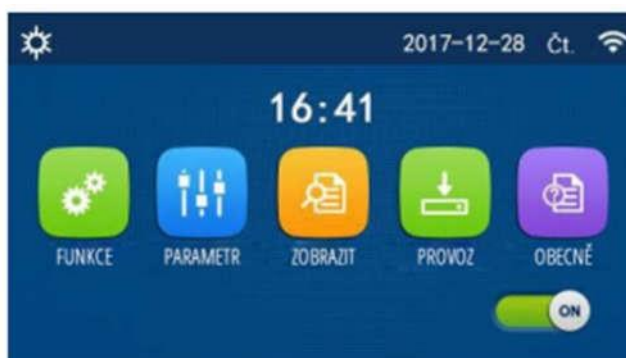 2017-12-28 Čt.
16:41
FUNKCE PARAMETR ZOBRAZIT PROVOZ OBECNĚ
ON